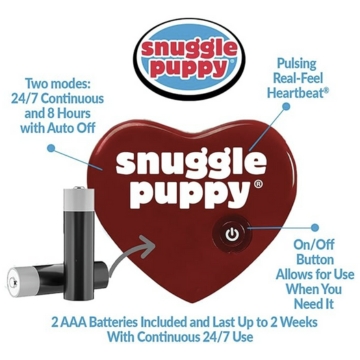 snuggle
puppy®
Two modes:
24/7 Continuous
and 8 Hours
with Auto Off
Pulsing
Real-Feel
Heartbeat®
snuggle
puppy®
On/Off
Button
Allows for Use
When You
Need It
2 AAA Batteries Included and Last Up to 2 Weeks
With Continuous 24/7 Use